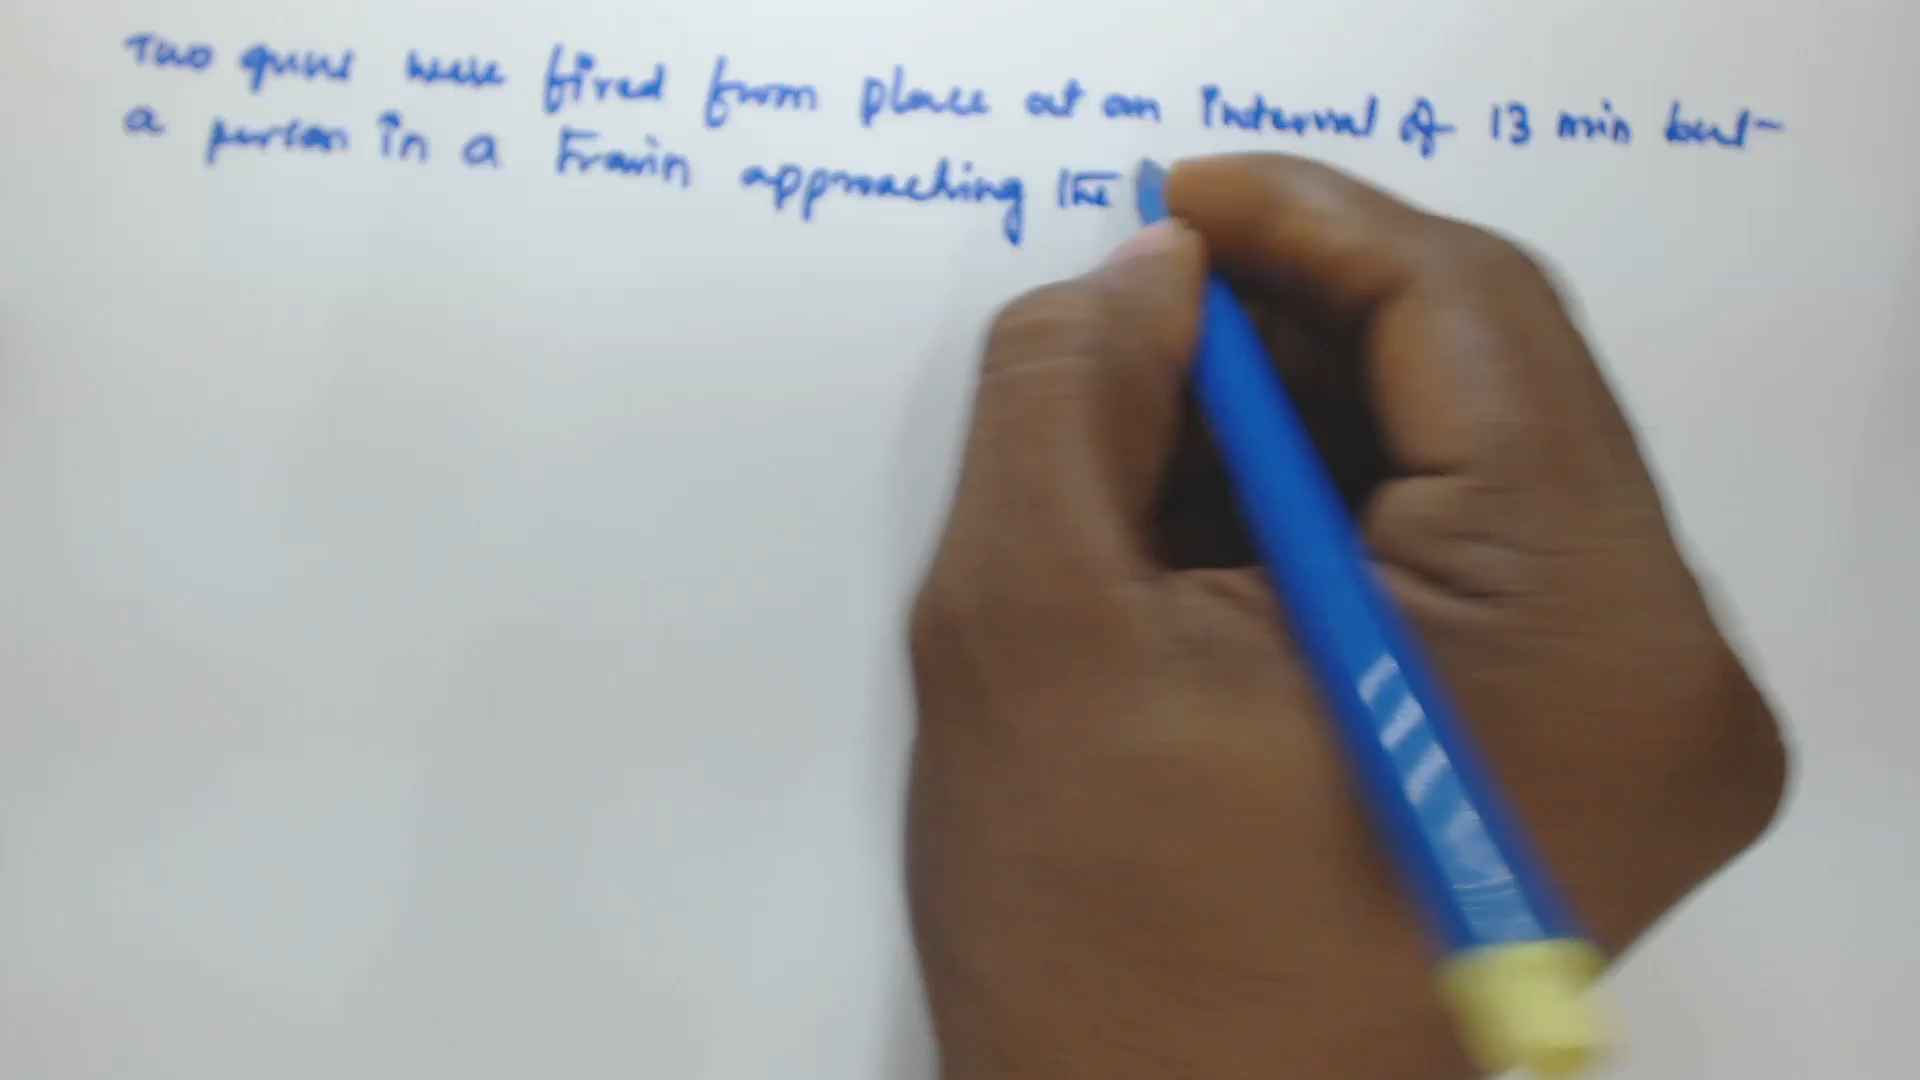 Two guns were fired from place at an interval of 13 min but
a person in a train approaching the